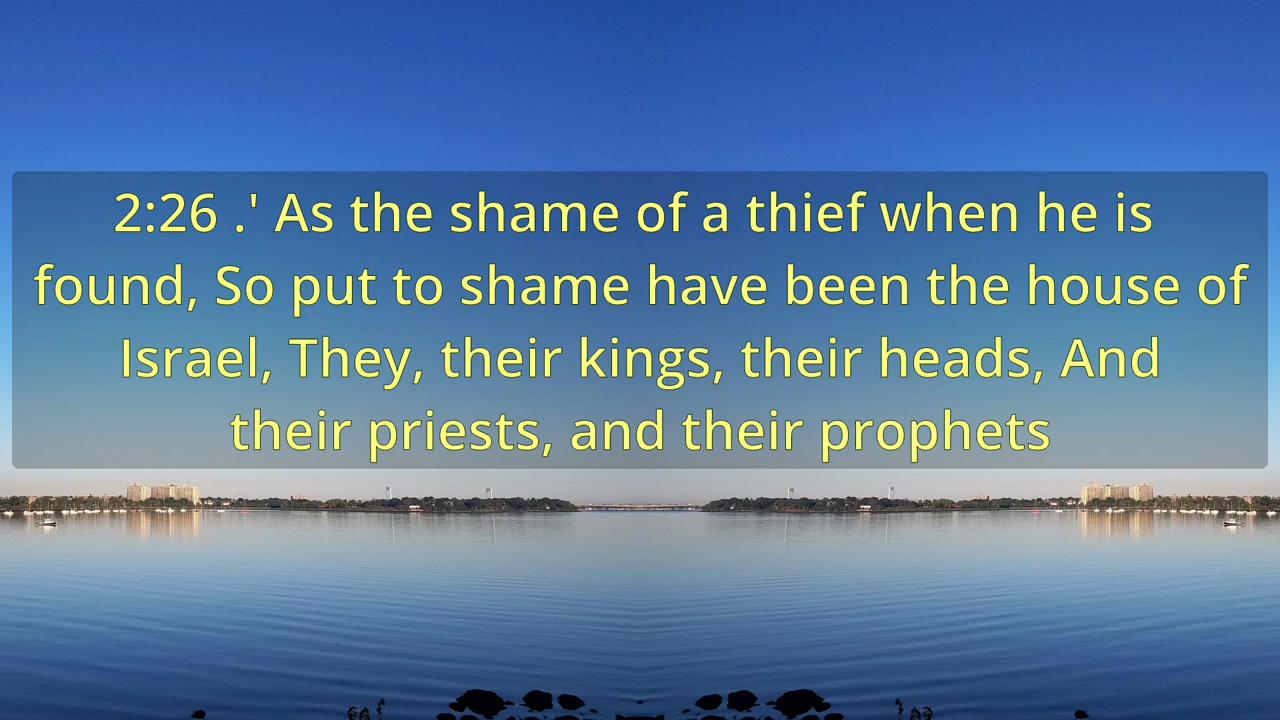 2:26 .' As the shame of a thief when he is
found, So put to shame have been the house of
Israel, They, their kings, their heads, And
their priests, and their prophets